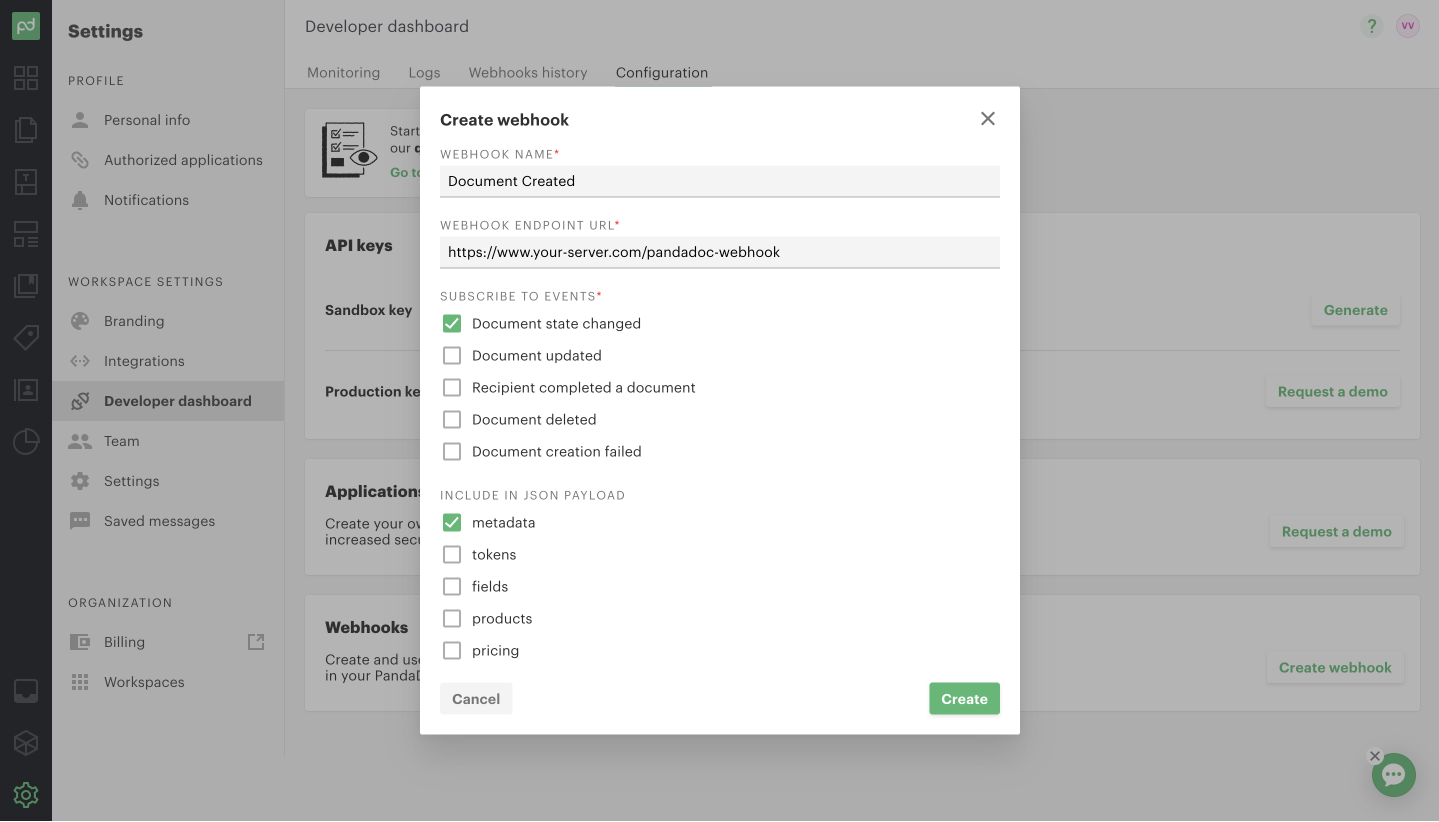 pd
Settings
PROFILE
Personal info
Authorized applications
Notifications
WORKSPACE SETTINGS
Branding
Integrations
Developer dashboard
Team
Settings
Saved messages
ORGANIZATION
Billing
Workspaces
Developer dashboard
?
VV
Monitoring
Logs
Webhooks history
Configuration
Start
our
Go to
API keys
Sandbox key
Generate
Production ke
Request a demo
Applications
Create your ow
increased secu
Request a demo
Webhooks
Create and use
in your PandaD
Create webhook
Create webhook
WEBHOOK NAME*
Document Created
WEBHOOK ENDPOINT URL*
https://www.your-server.com/pandadoc-webhook
SUBSCRIBE TO EVENTS*
Document state changed
Document updated
Recipient completed a document
Document deleted
Document creation failed
INCLUDE IN JSON PAYLOAD
metadata
tokens
fields
products
pricing
Cancel
Create